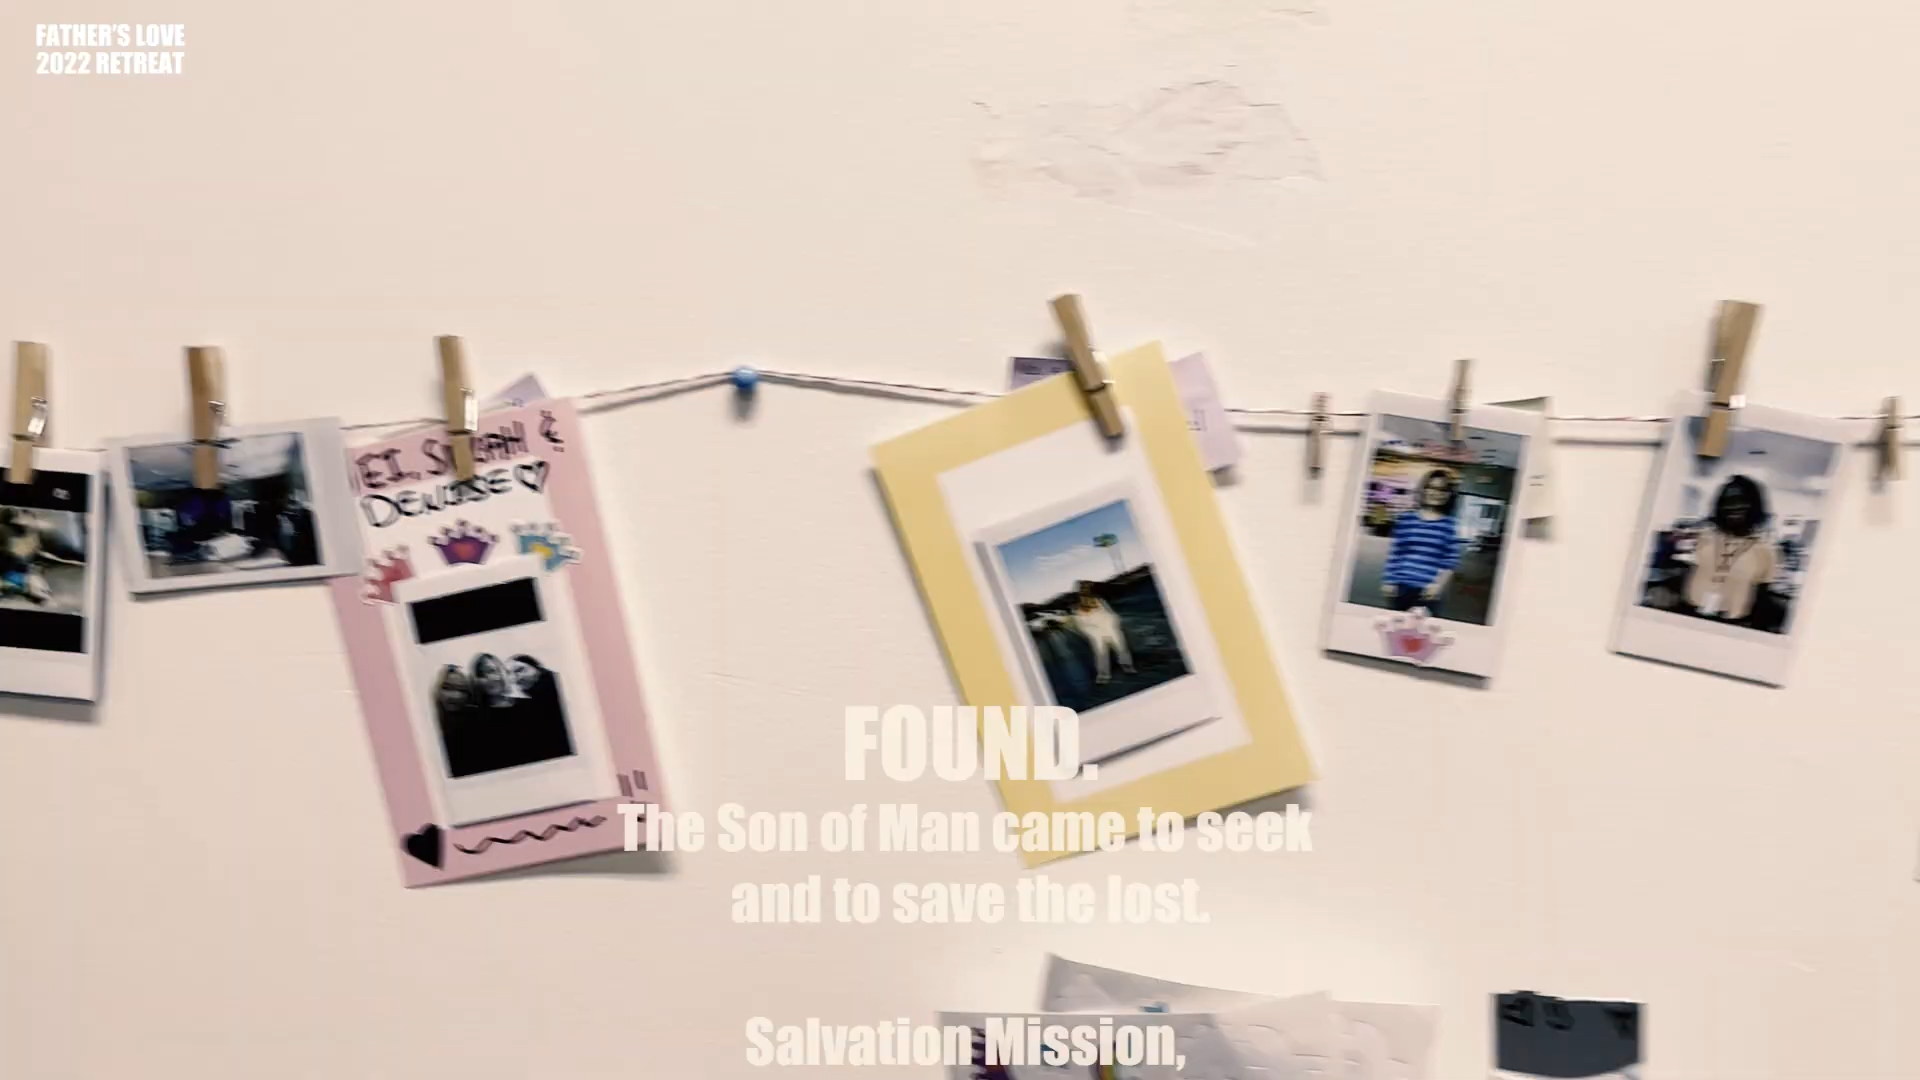 FATHER'S LOVE
2022 RETREAT
DENISE
FOUND.
The Son of Man came to seek
and to save the lost.
Salvation Mission,